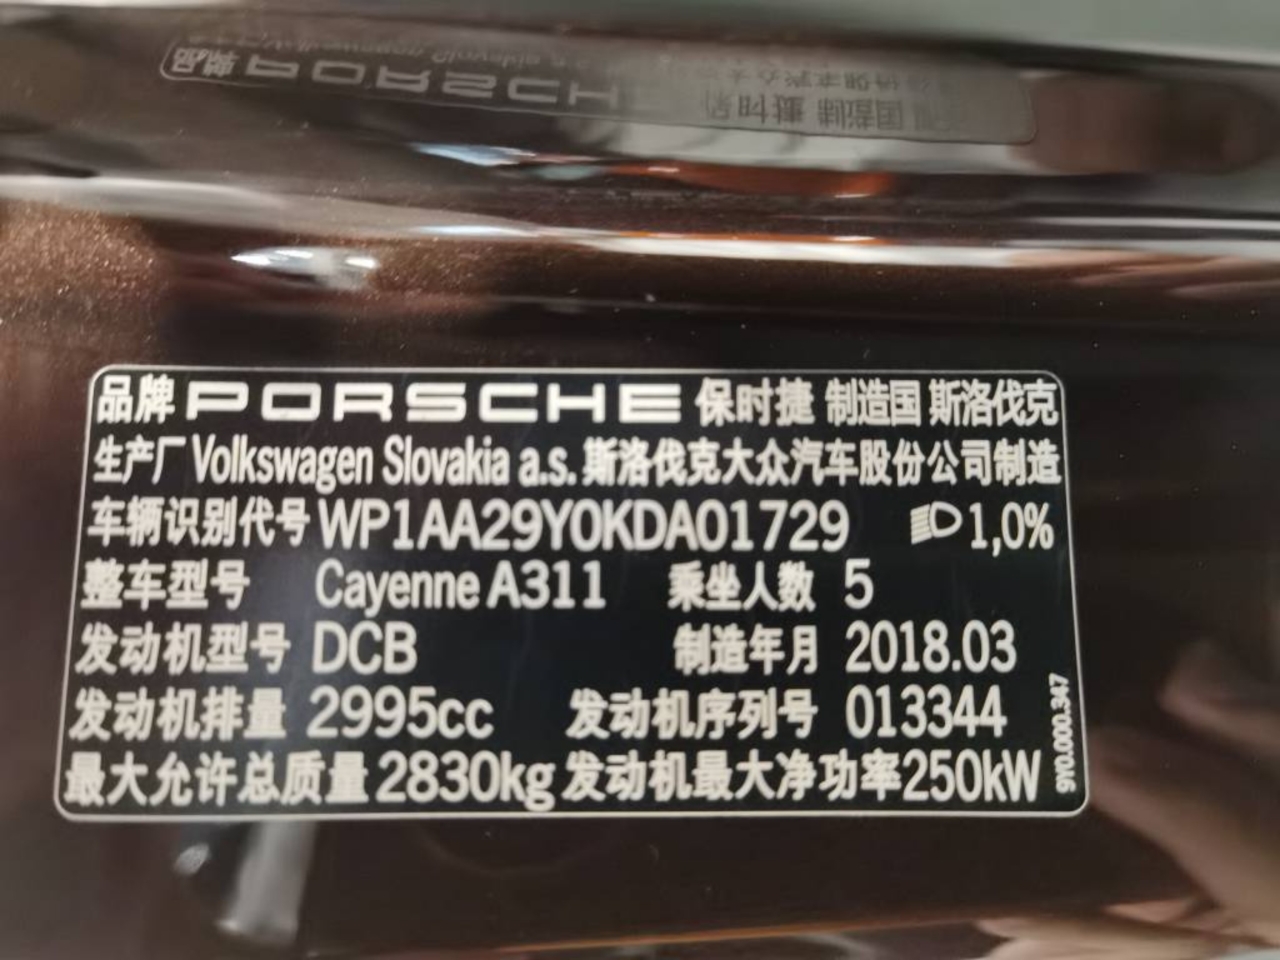 品牌 PORSCHE 保时捷 制造国 斯洛伐克
生产厂 Volkswagen Slovakia a.s. 斯洛伐克大众汽车股份公司制造
车辆识别代号 WP1AA29Y0KDA01729 1,0%
整车型号 Cayenne A311 乘坐人数 5
发动机型号 DCB 制造年月 2018.03
发动机排量 2995cc 发动机序列号 013344
最大允许总质量 2830kg 发动机最大净功率 250kW
9Y0.000.347